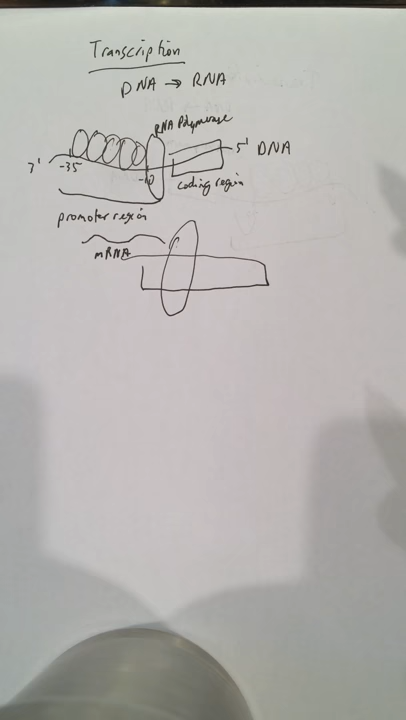 Transcription
DNA → RNA
RNA Polymerase
3' -35 -10 5' DNA
coding region
promoter region
mRNA